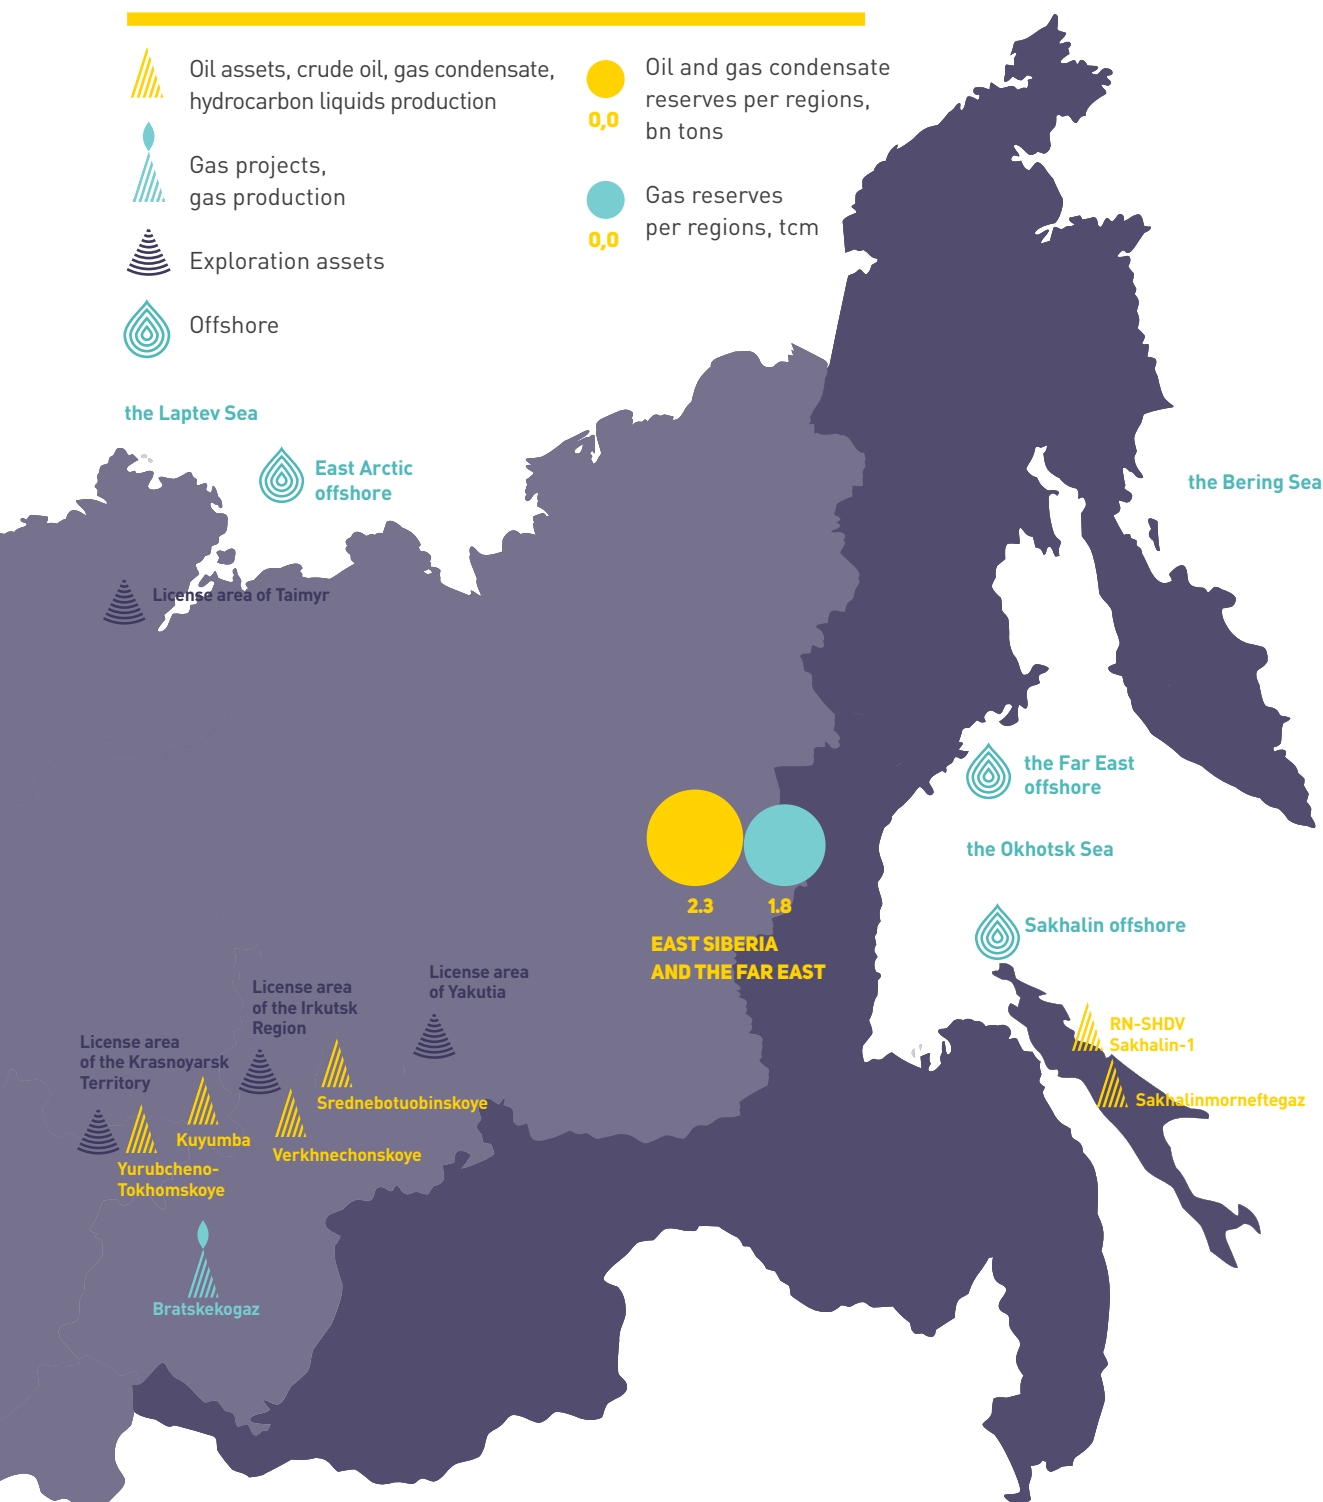 Oil assets, crude oil, gas condensate,
hydrocarbon liquids production
Gas projects,
gas production
Exploration assets
Offshore
Oil and gas condensate
reserves per regions,
bn tons
0,0
Gas reserves
per regions, tcm
0,0
the Laptev Sea
East Arctic
offshore
the Bering Sea
License area of Taimyr
the Far East
offshore
the Okhotsk Sea
2.3
1.8
EAST SIBERIA
AND THE FAR EAST
Sakhalin offshore
License area
of Yakutia
License area
of the Irkutsk
Region
License area
of the Krasnoyarsk
Territory
RN-SHDV
Sakhalin-1
Sakhalinmorneftegaz
Srednebotuobinskoye
Kuyumba
Verkhnechonskoye
Yurubcheno-
Tokhomskoye
Bratskekogaz